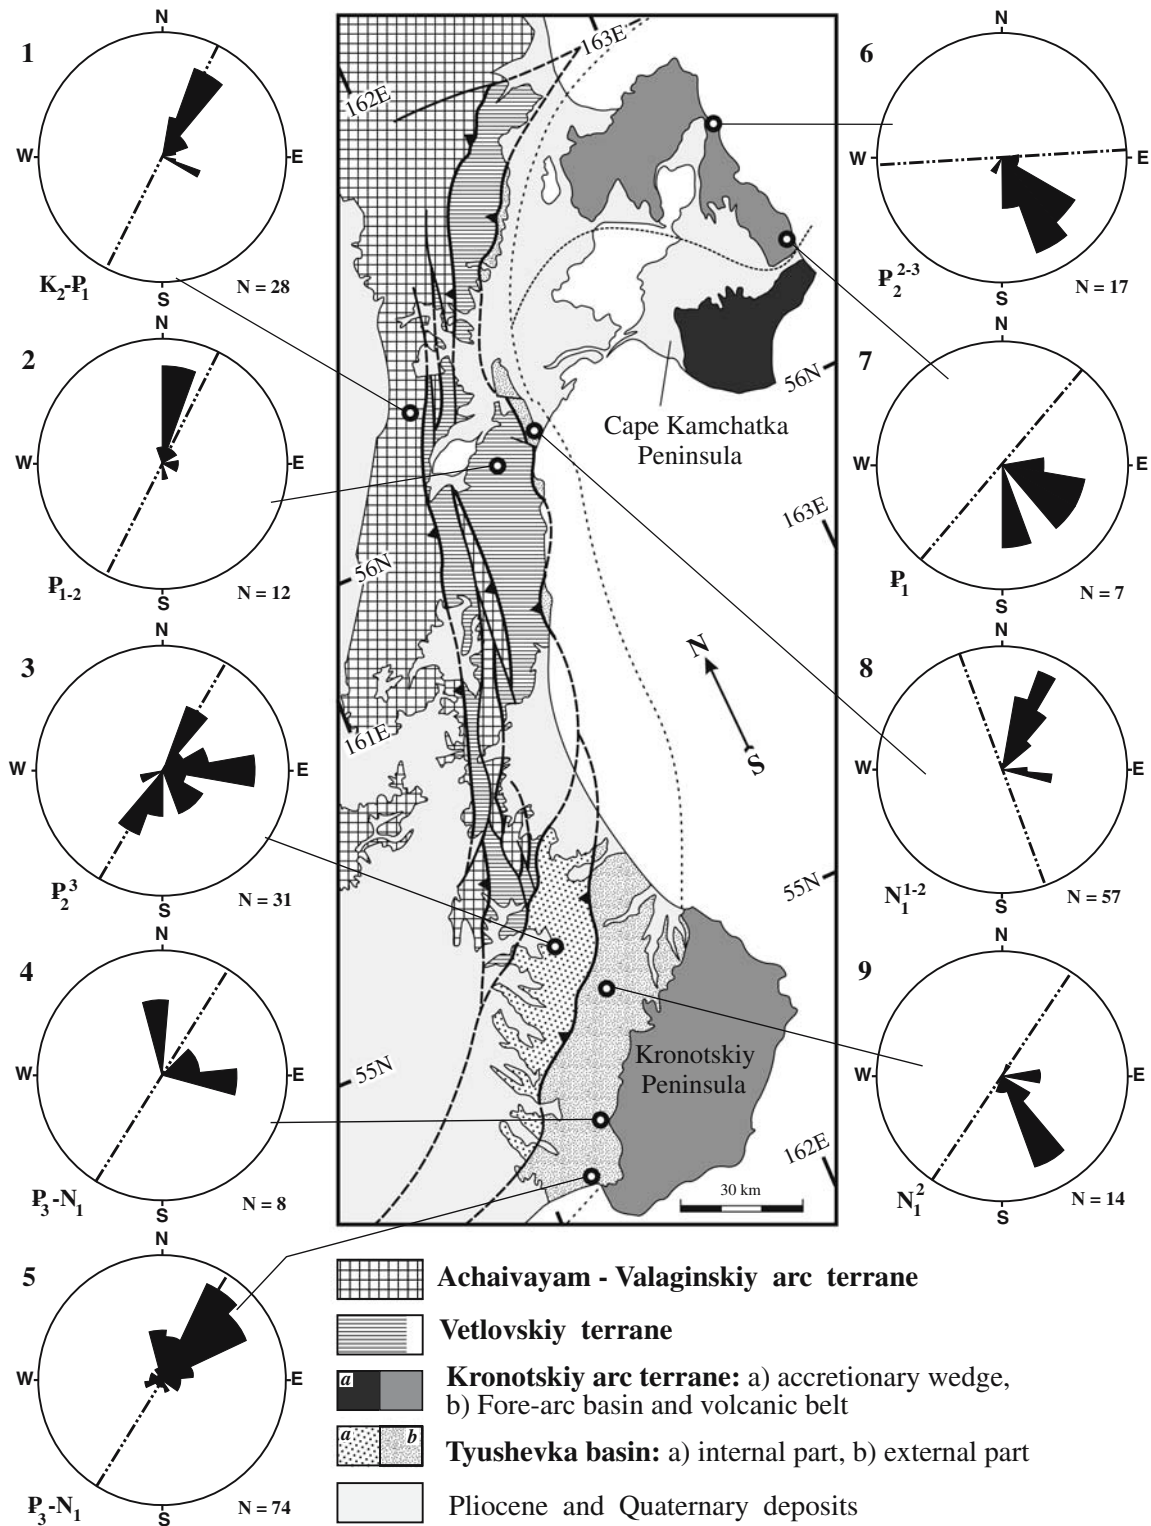 1
N
W
E
S
K2-P1
N = 28
2
N
W
E
S
P1-2
N = 12
3
N
W
E
S
P2^3
N = 31
4
N
W
E
S
P3-N1
N = 8
5
N
W
E
S
P3-N1
N = 74
163E
162E
56N
Cape Kamchatka
Peninsula
163E
56N
161E
N
S
55N
Kronotskiy
Peninsula
55N
162E
30 km
6
N
W
E
S
P2^2-3
N = 17
7
N
W
E
S
P1
N = 7
8
N
W
E
S
N1^1-2
N = 57
9
N
W
E
S
N1^2
N = 14
Achaivayam - Valaginskiy arc terrane
Vetlovskiy terrane
a
Kronotskiy arc terrane: a) accretionary wedge,
b) Fore-arc basin and volcanic belt
a b
Tyushevka basin: a) internal part, b) external part
Pliocene and Quaternary deposits